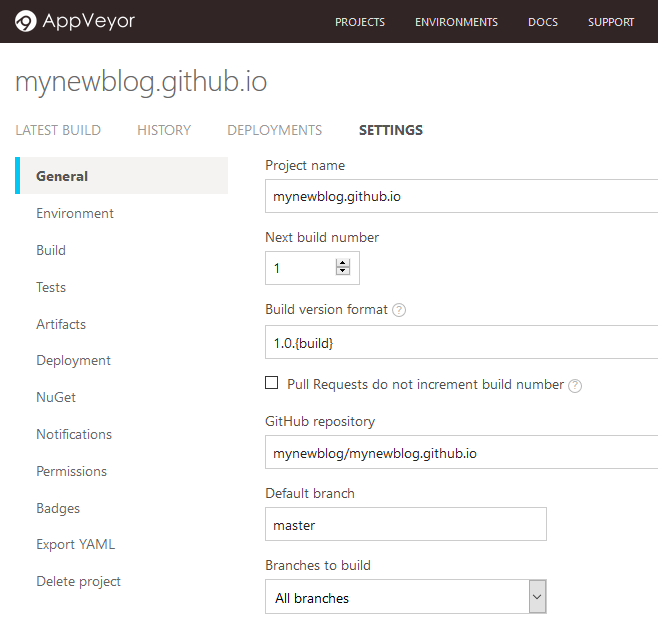 AppVeyor PROJECTS ENVIRONMENTS DOCS SUPPORT
mynewblog.github.io
LATEST BUILD HISTORY DEPLOYMENTS SETTINGS
General
Environment
Build
Tests
Artifacts
Deployment
NuGet
Notifications
Permissions
Badges
Export YAML
Delete project
Project name
mynewblog.github.io
Next build number
1
Build version format ?
1.0.{build}
Pull Requests do not increment build number ?
GitHub repository
mynewblog/mynewblog.github.io
Default branch
master
Branches to build
All branches